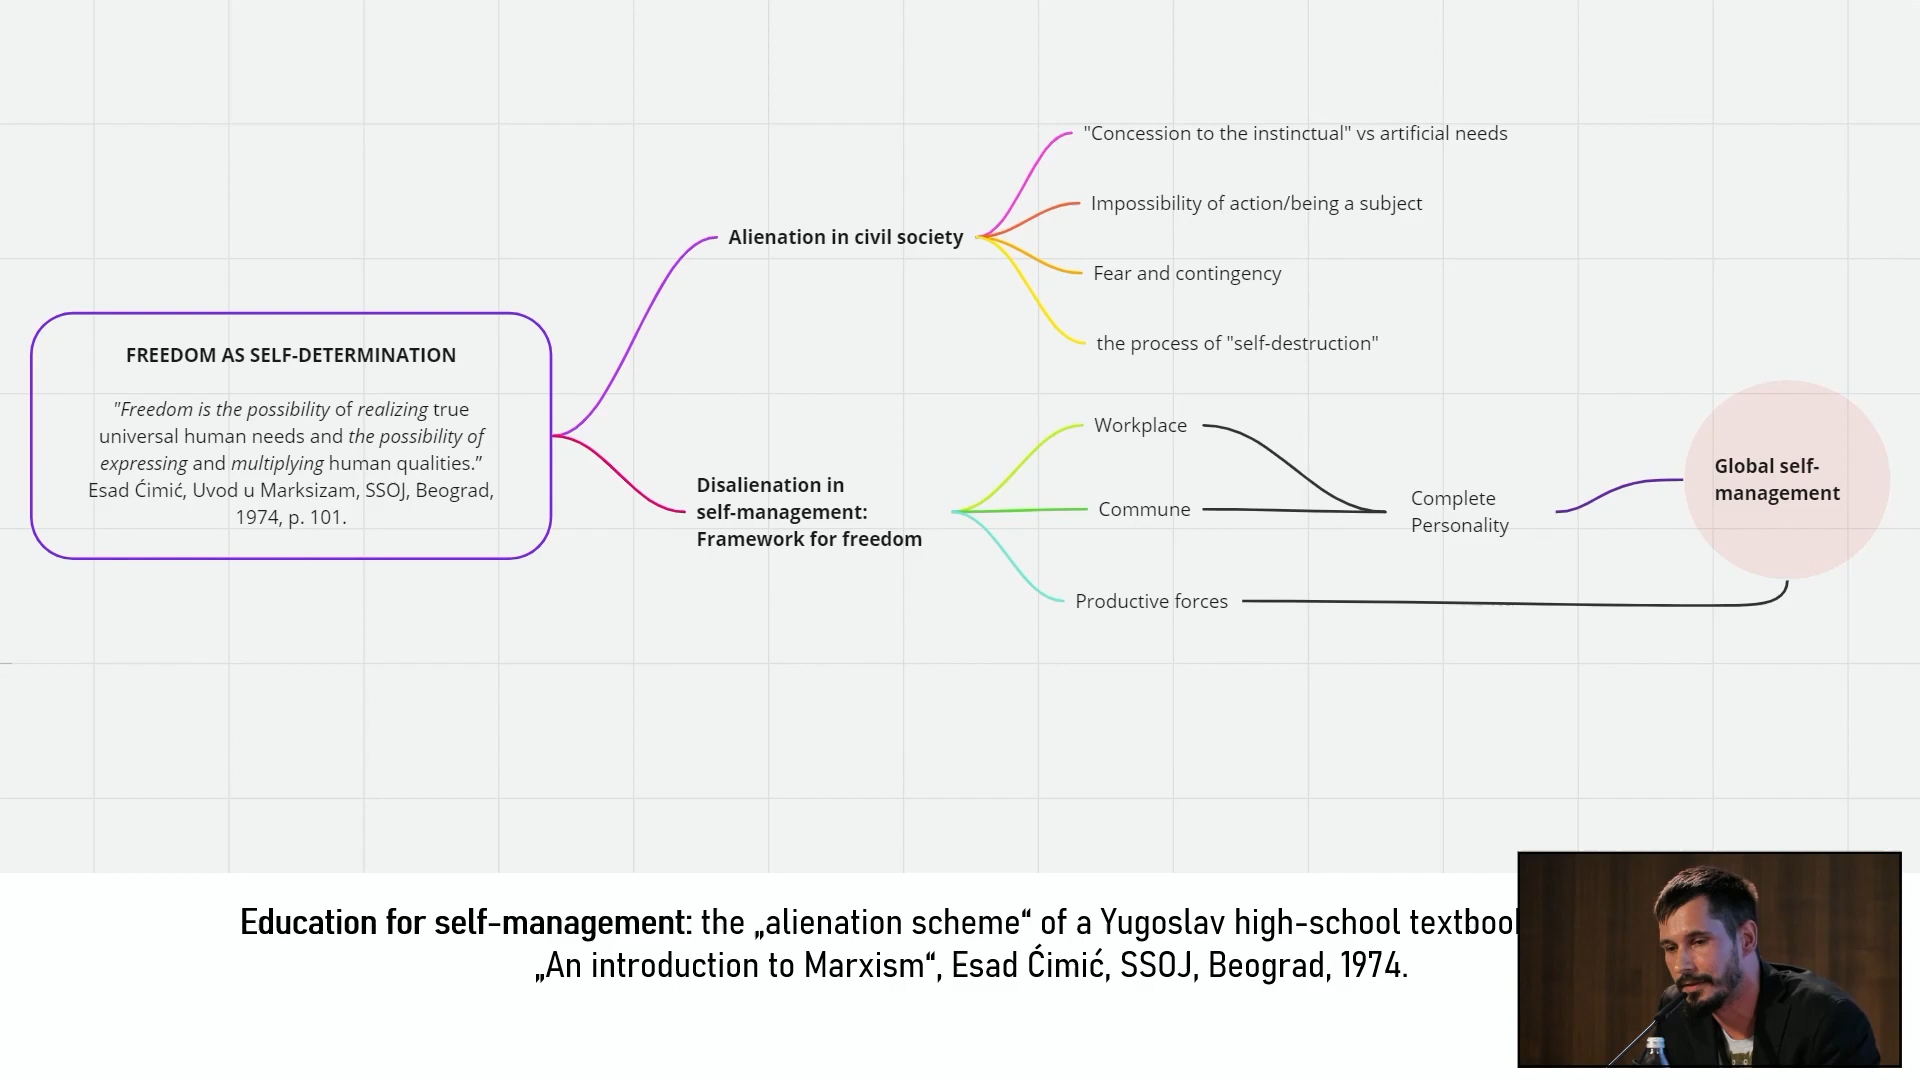 "Concession to the instinctual" vs artificial needs
Impossibility of action/being a subject
Alienation in civil society
Fear and contingency
the process of "self-destruction"
FREEDOM AS SELF-DETERMINATION
"Freedom is the possibility of realizing true
universal human needs and the possibility of
expressing and multiplying human qualities.”
Esad Ćimić, Uvod u Marksizam, SSOJ, Beograd,
1974, p. 101.
Disalienation in
self-management:
Framework for freedom
Workplace
Commune
Productive forces
Complete
Personality
Global self-
management
Education for self-management: the „alienation scheme“ of a Yugoslav high-school
„An introduction to Marxism“, Esad Ćimić, SSOJ, Beograd, 1974.